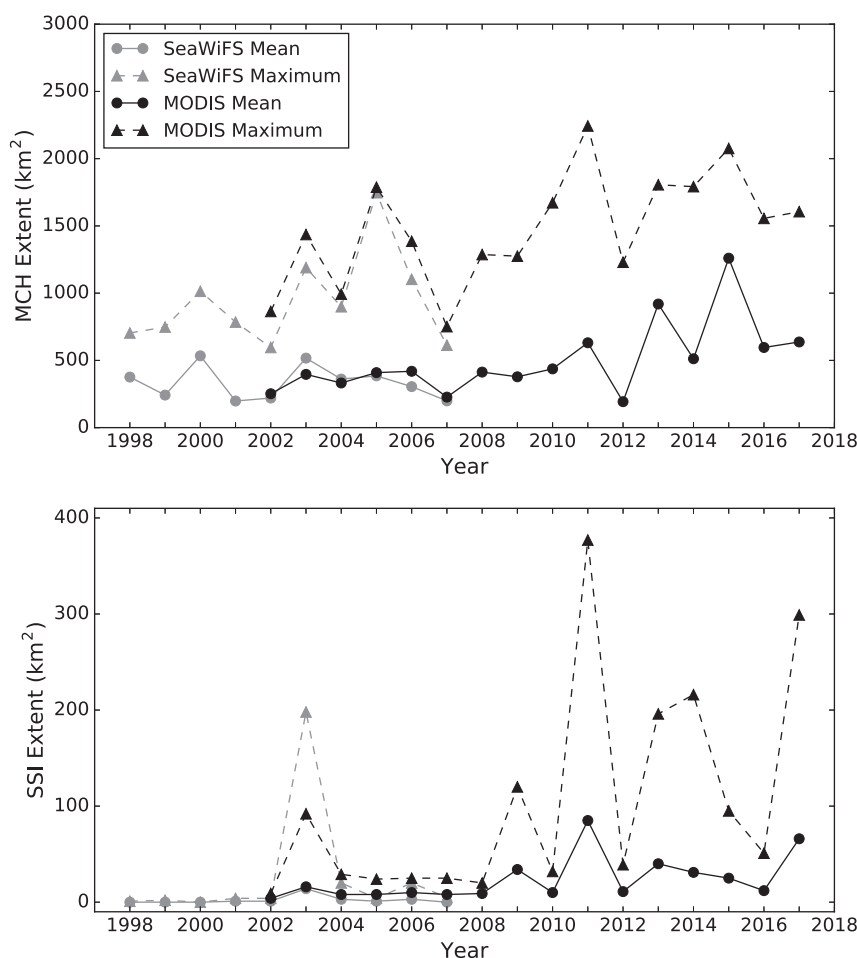 3000
2500
2000
1500
1000
500
0
MCH Extent (km²)
SeaWiFS Mean
SeaWiFS Maximum
MODIS Mean
MODIS Maximum
1998 2000 2002 2004 2006 2008 2010 2012 2014 2016 2018
Year
400
300
200
100
0
SSI Extent (km²)
1998 2000 2002 2004 2006 2008 2010 2012 2014 2016 2018
Year